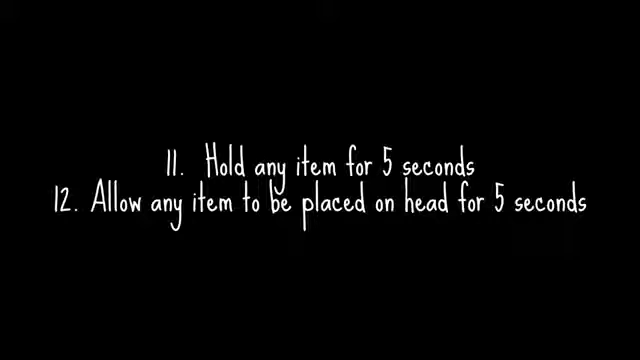 11. Hold any item for 5 seconds
12. Allow any item to be placed on head for 5 seconds